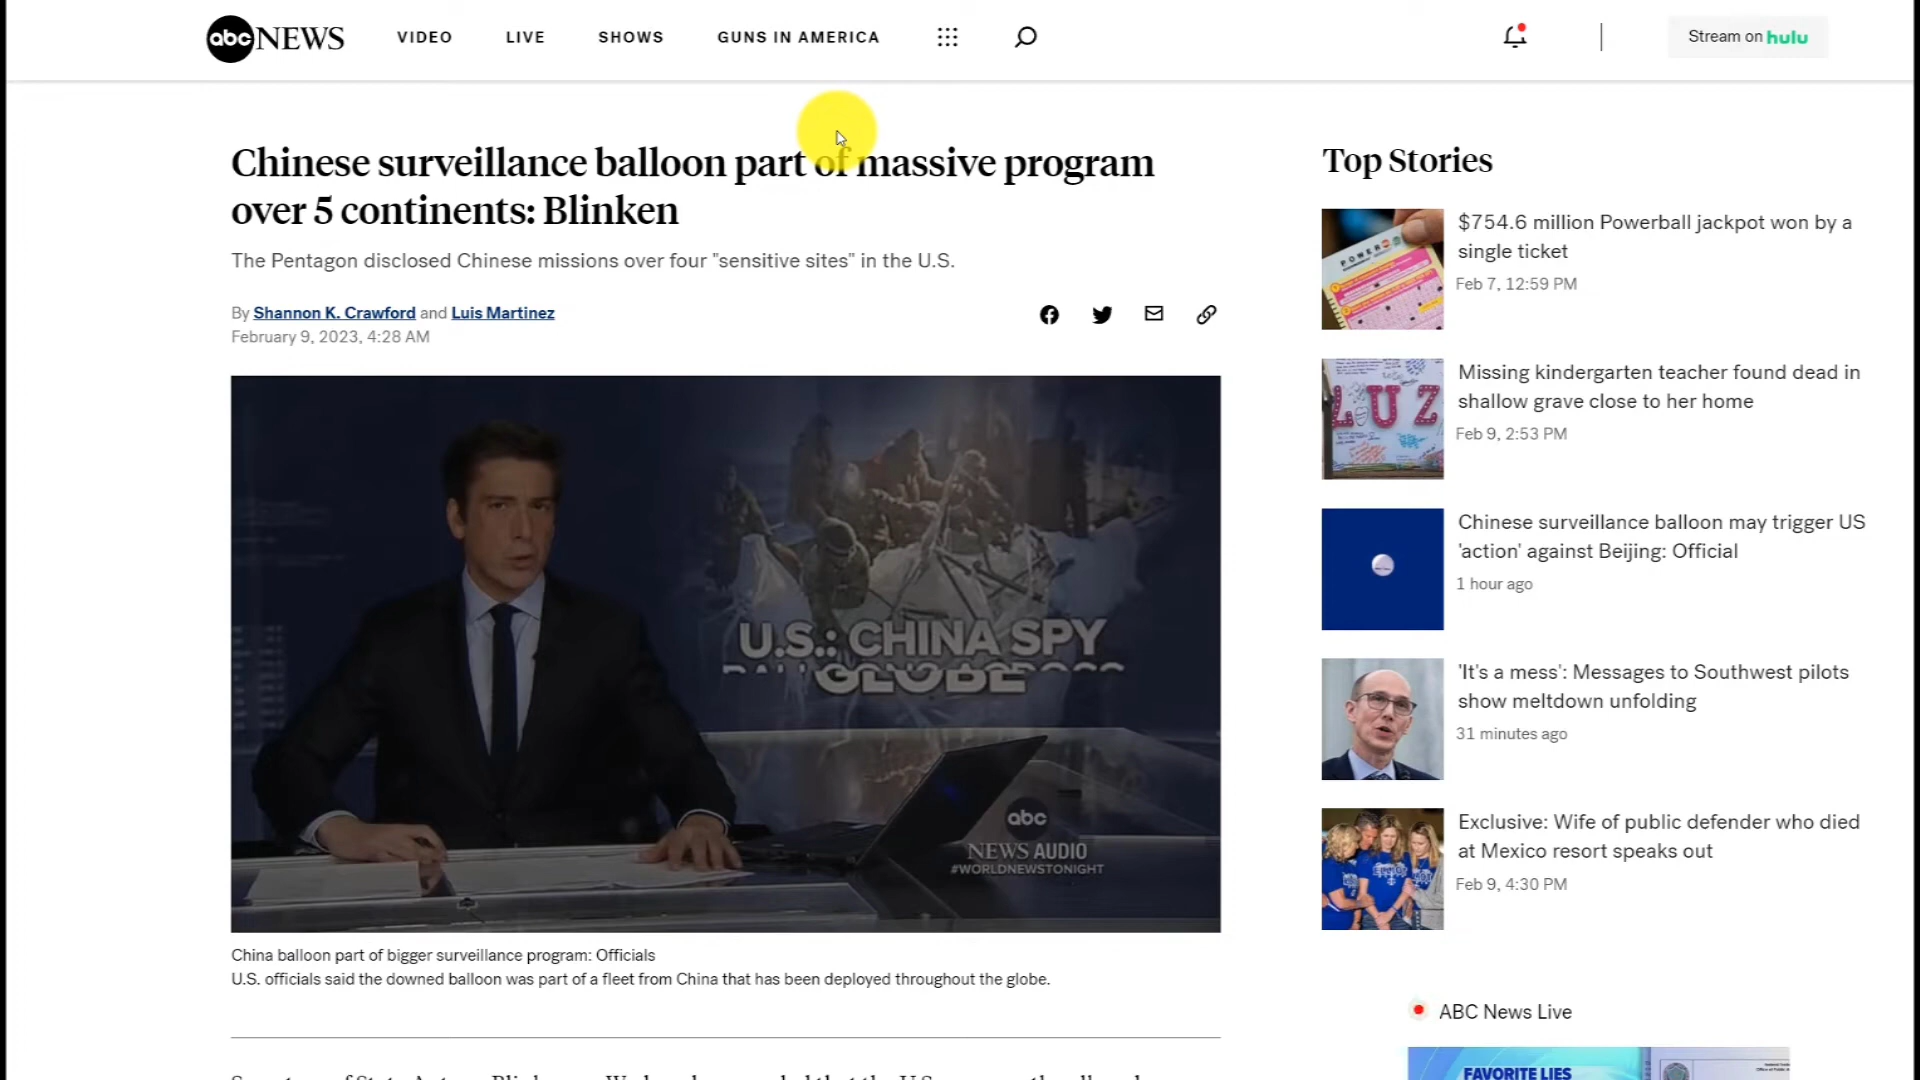 abc NEWS VIDEO LIVE SHOWS GUNS IN AMERICA Stream on hulu
Chinese surveillance balloon part of massive program
over 5 continents: Blinken
The Pentagon disclosed Chinese missions over four "sensitive sites" in the U.S.
By Shannon K. Crawford and Luis Martinez
February 9, 2023, 4:28 AM
U.S.: CHINA SPY
GLOBE
abc
NEWS AUDIO
#WORLDNEWSTONIGHT
China balloon part of bigger surveillance program: Officials
U.S. officials said the downed balloon was part of a fleet from China that has been deployed throughout the globe.
Top Stories
POWER
$754.6 million Powerball jackpot won by a
single ticket
Feb 7, 12:59 PM
LUZ
Missing kindergarten teacher found dead in
shallow grave close to her home
Feb 9, 2:53 PM
Chinese surveillance balloon may trigger US
'action' against Beijing: Official
1 hour ago
'It's a mess': Messages to Southwest pilots
show meltdown unfolding
31 minutes ago
Exclusive: Wife of public defender who died
at Mexico resort speaks out
Feb 9, 4:30 PM
ABC News Live
FAVORITE LIES